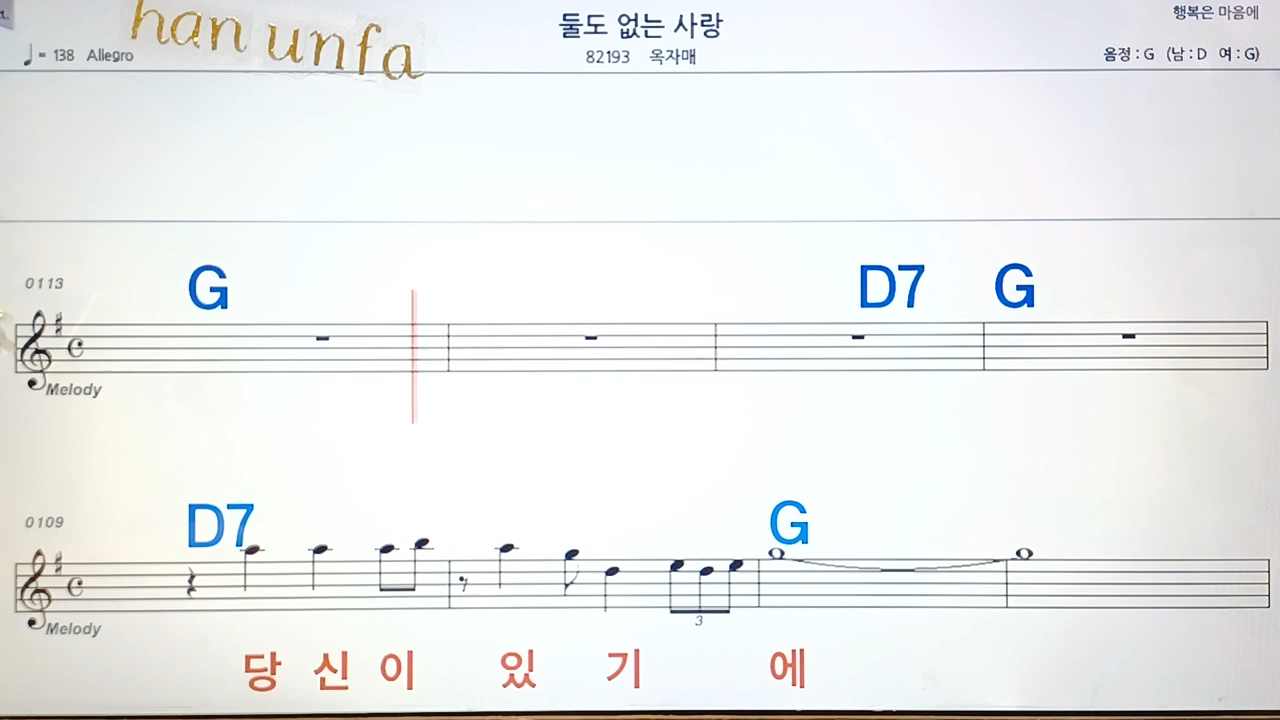 han unfa
둘도 없는 사랑
행복은 마음에
♩= 138 Allegro
82193 옥자매
음정 : G (남 : D 여 : G)
0113
G D7 G
Melody
0109
D7 G
3
Melody
당 신 이 있 기 에